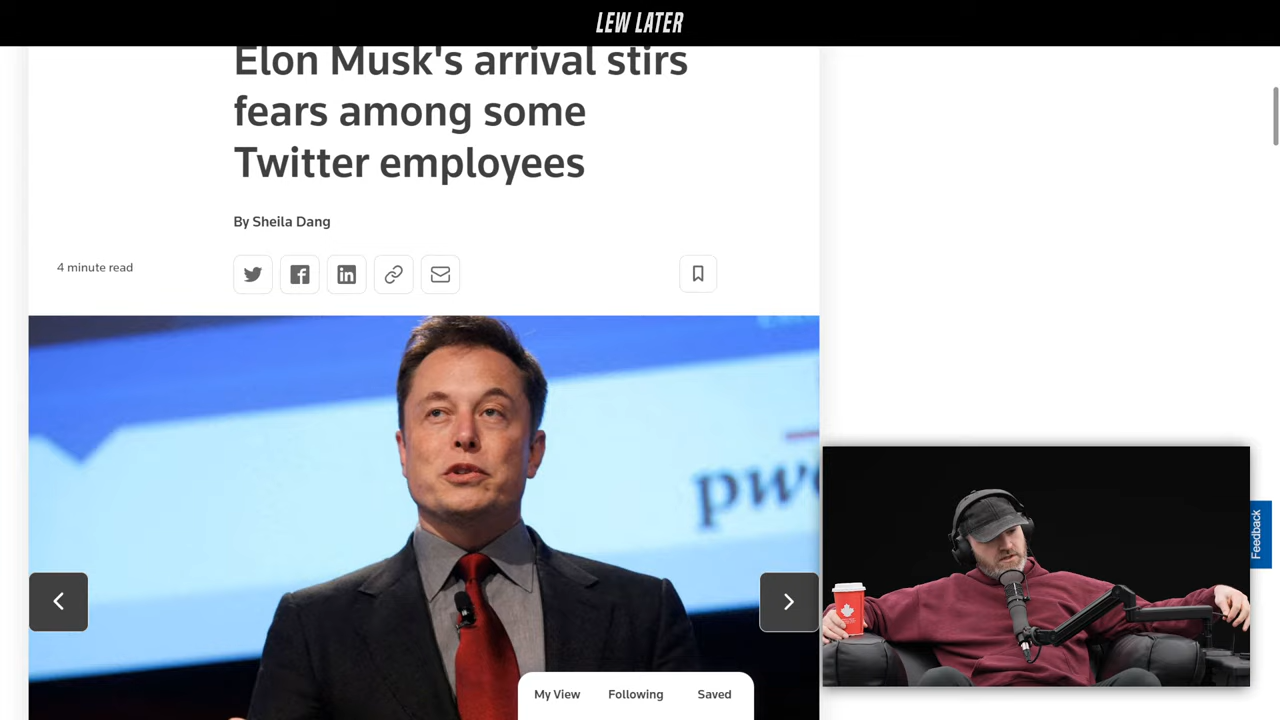 LEW LATER
Elon Musk's arrival stirs
fears among some
Twitter employees
By Sheila Dang
4 minute read
pwc
Feedback
My View
Following
Saved